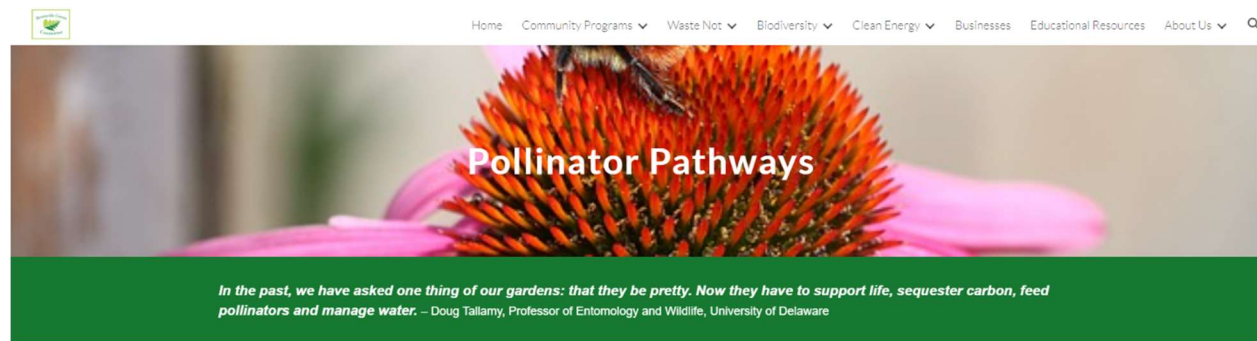 Home Community Programs Waste Not Biodiversity Clean Energy Businesses Educational Resources About Us
Pollinator Pathways
In the past, we have asked one thing of our gardens: that they be pretty. Now they have to support life, sequester carbon, feed
pollinators and manage water. – Doug Tallamy, Professor of Entomology and Wildlife, University of Delaware